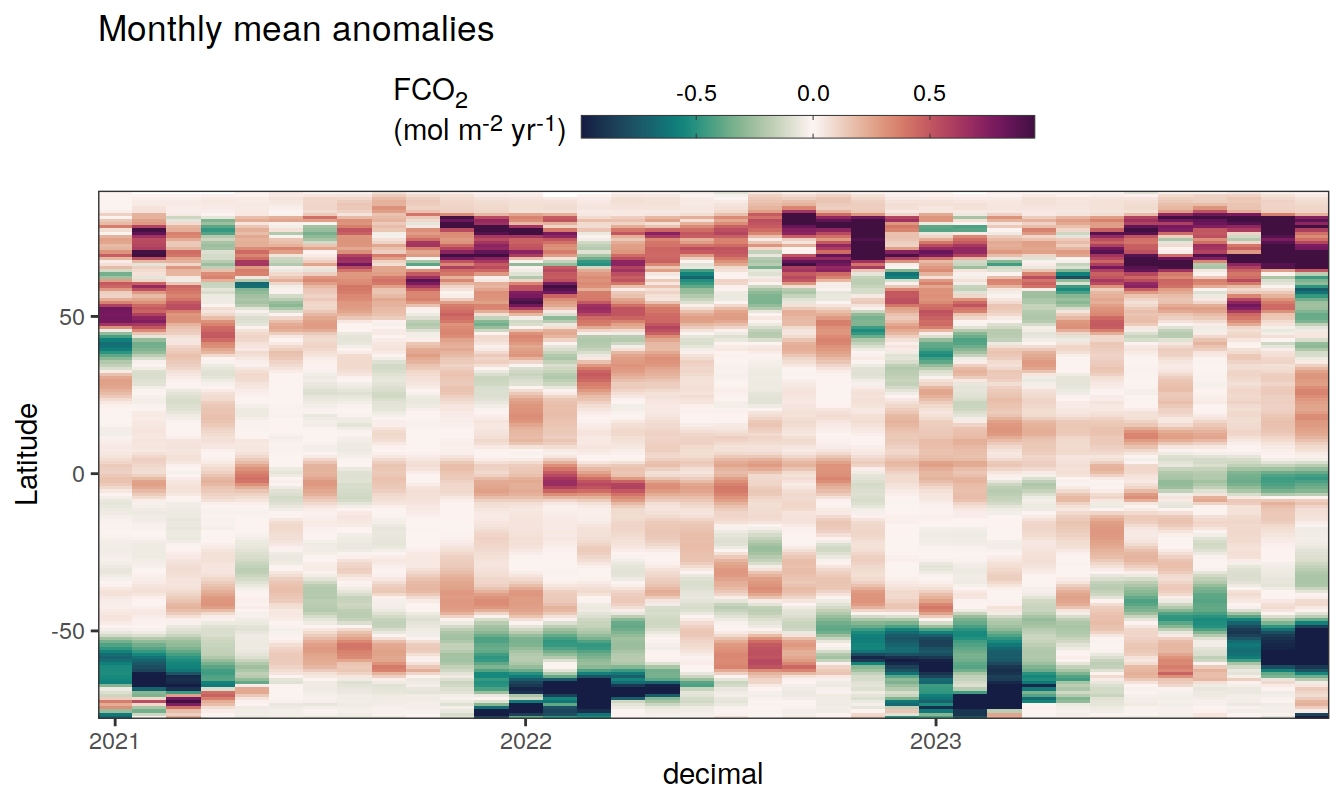 Monthly mean anomalies
FCO₂
(mol m⁻² yr⁻¹)
-0.5 0.0 0.5
Latitude
50
0
-50
2021 2022 2023
decimal